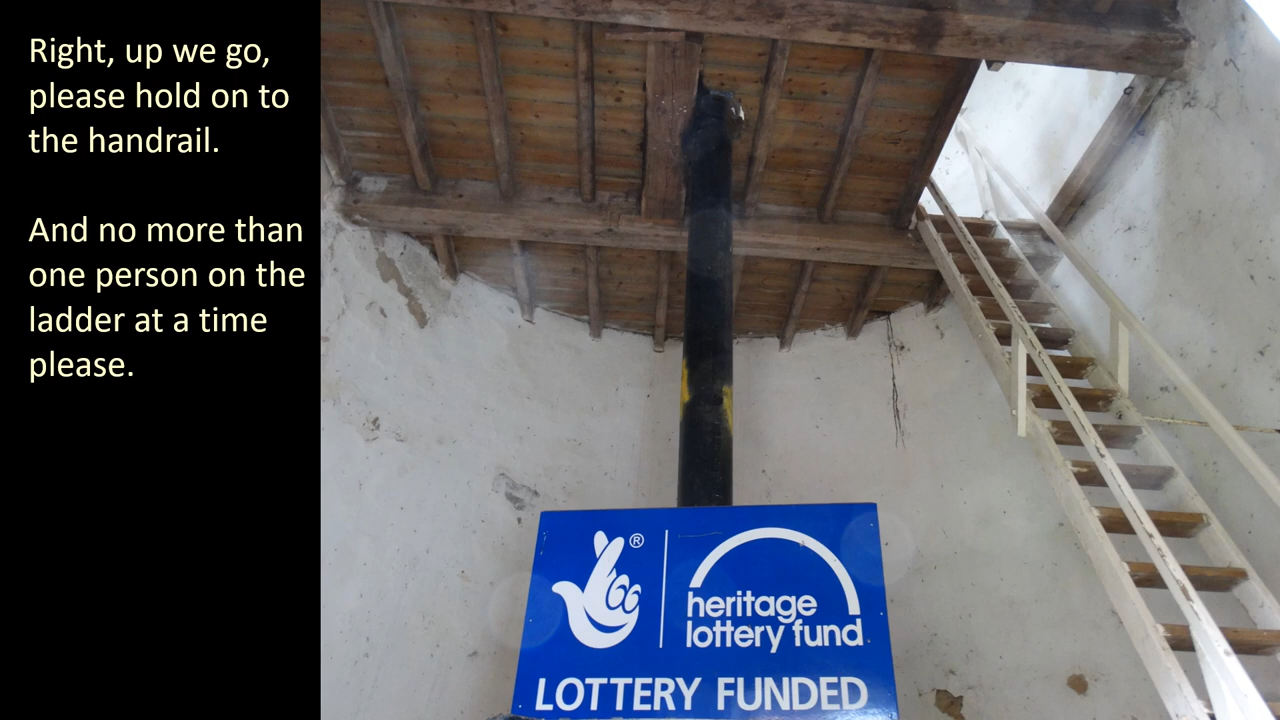 Right, up we go,
please hold on to
the handrail.
And no more than
one person on the
ladder at a time
please.
®
heritage
lottery fund
LOTTERY FUNDED